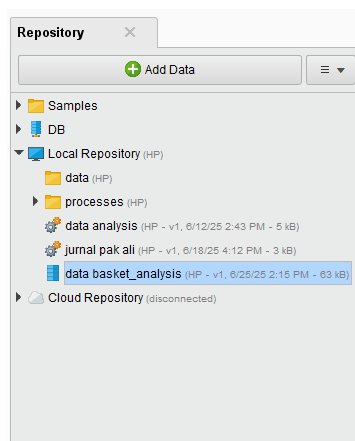 Repository
Add Data
Samples
DB
Local Repository (HP)
data (HP)
processes (HP)
data analysis (HP - v1, 6/12/25 2:43 PM - 5 kB)
jurnal pak ali (HP - v1, 6/18/25 4:12 PM - 3 kB)
data basket_analysis (HP - v1, 6/25/25 2:15 PM - 63 kB)
Cloud Repository (disconnected)